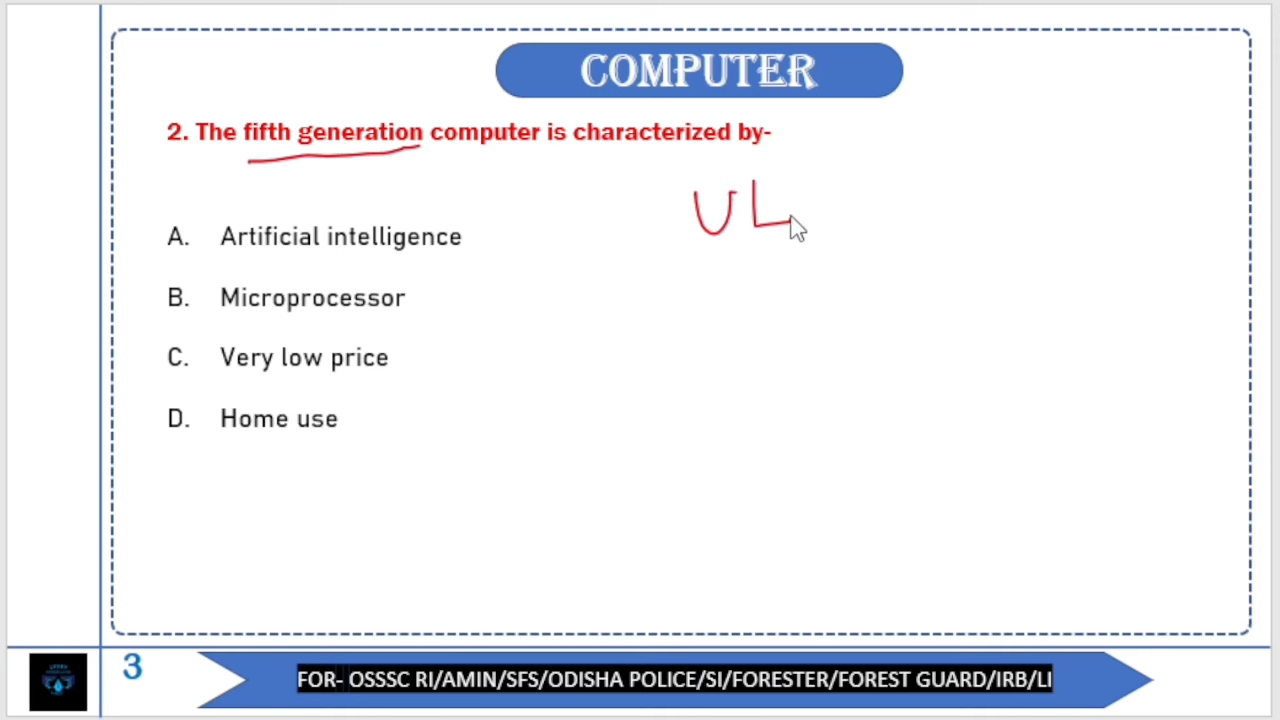 COMPUTER
2. The fifth generation computer is characterized by-
U L
A. Artificial intelligence
B. Microprocessor
C. Very low price
D. Home use
3
FOR- OSSSC RI/AMIN/SFS/ODISHA POLICE/SI/FORESTER/FOREST GUARD/IRB/LI